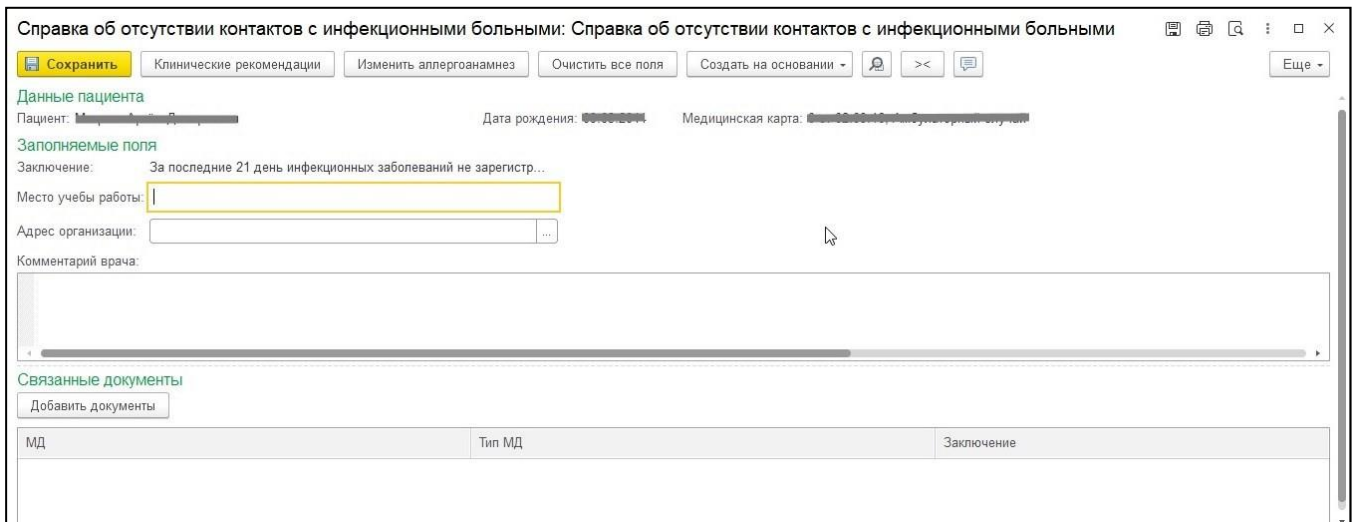 Справка об отсутствии контактов с инфекционными больными: Справка об отсутствии контактов с инфекционными больными
Сохранить Клинические рекомендации Изменить аллергоанамнез Очистить все поля Создать на основании >< Еще
Данные пациента
Пациент: Дата рождения: Медицинская карта:
Заполняемые поля
Заключение: За последние 21 день инфекционных заболеваний не зарегистр...
Место учебы работы:
Адрес организации: ...
Комментарий врача:
Связанные документы
Добавить документы
МД Тип МД Заключение